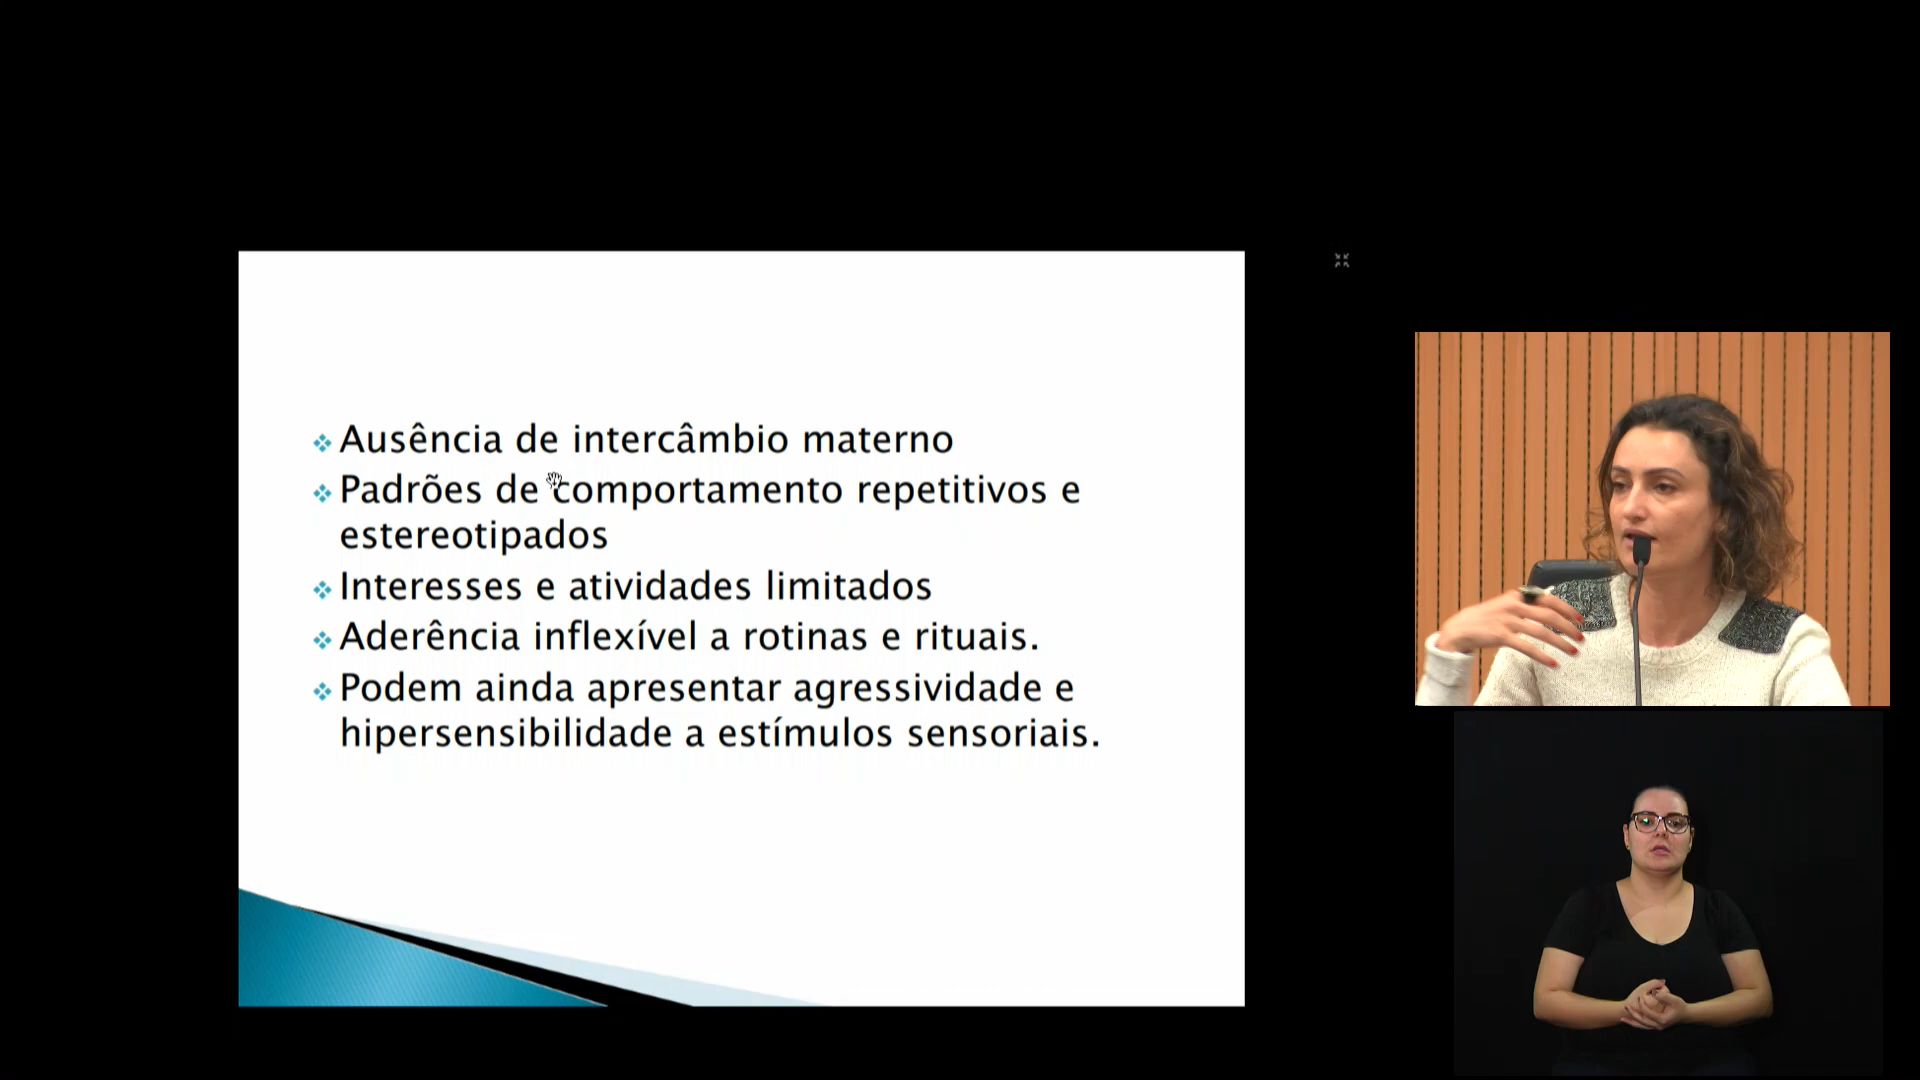 Ausência de intercâmbio materno
Padrões de comportamento repetitivos e
estereotipados
Interesses e atividades limitados
Aderência inflexível a rotinas e rituais.
Podem ainda apresentar agressividade e
hipersensibilidade a estímulos sensoriais.